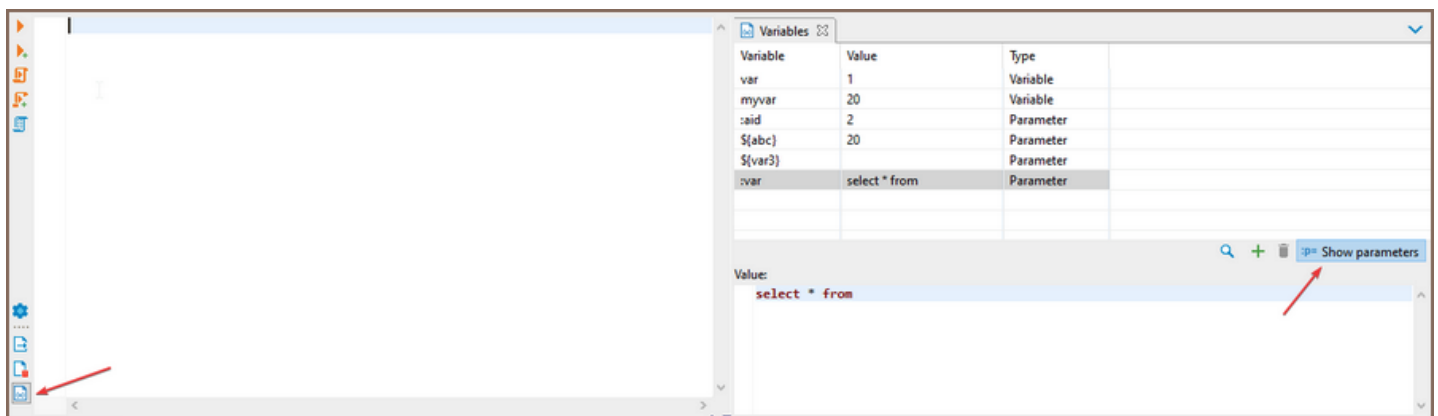 Variables
Variable Value Type
var 1 Variable
myvar 20 Variable
:aid 2 Parameter
${abc} 20 Parameter
${var3} Parameter
:var select * from Parameter
:p= Show parameters
Value:
select * from